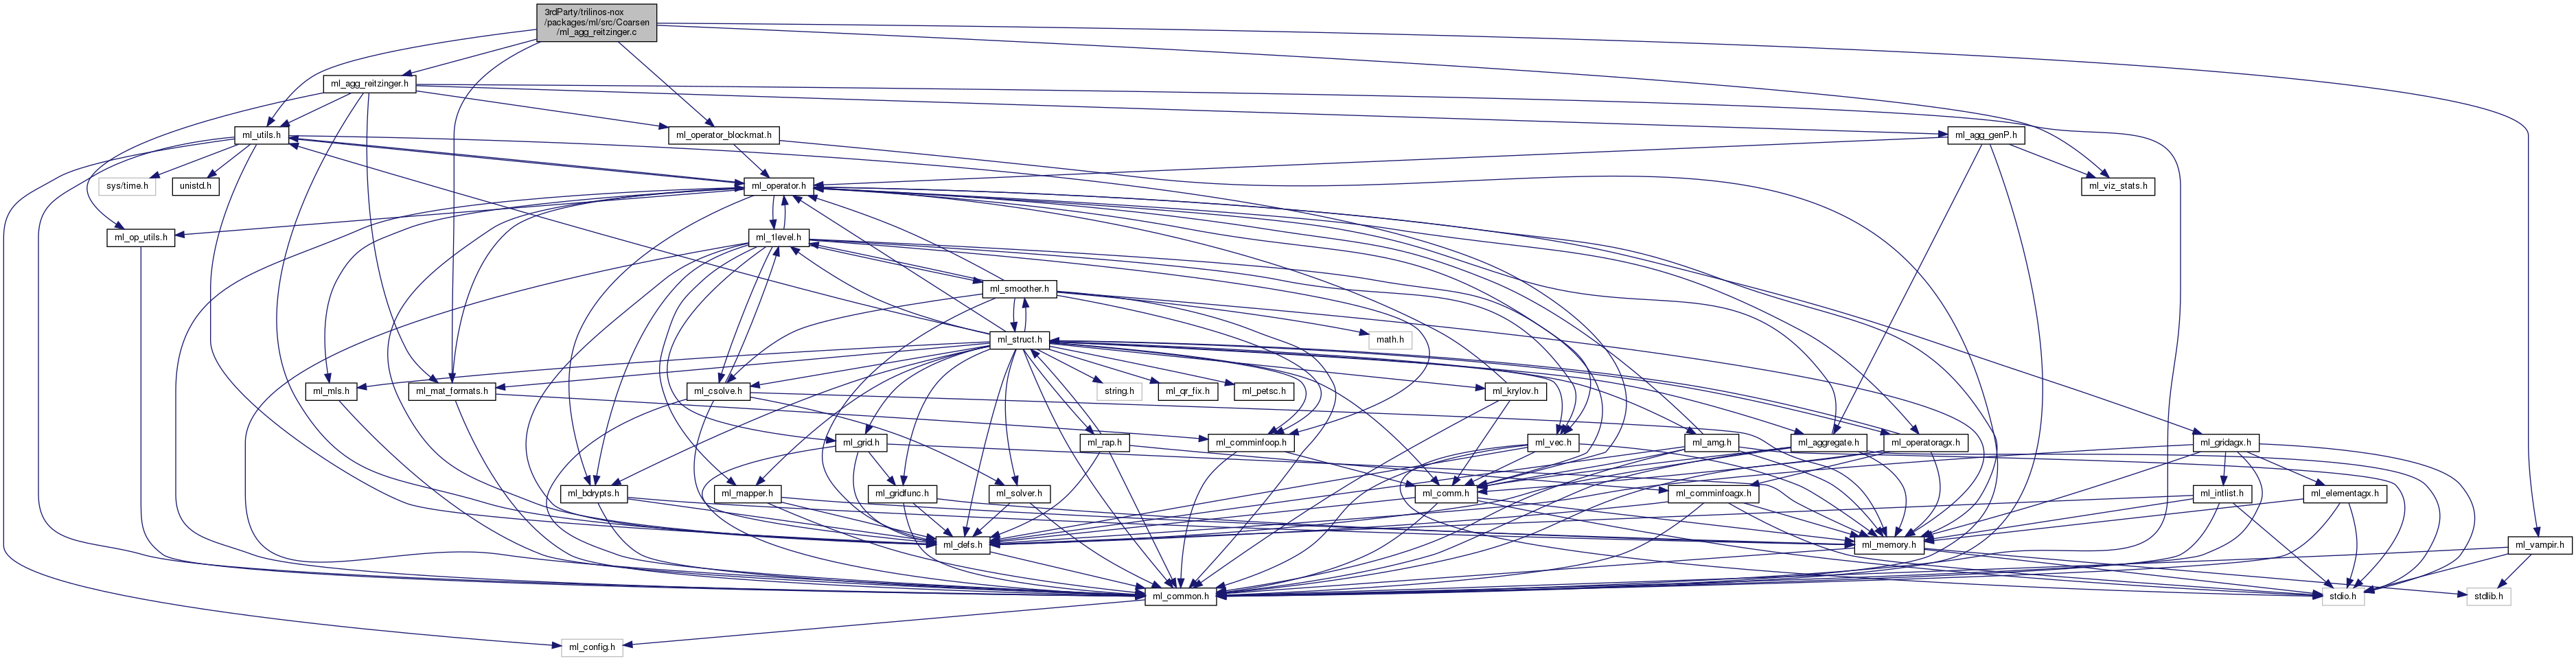 3rdParty/trilinos-nox
/packages/ml/src/Coarsen
/ml_agg_reitzinger.c
ml_agg_reitzinger.h
ml_utils.h
ml_operator_blockmat.h
ml_agg_genP.h
sys/time.h
unistd.h
ml_operator.h
ml_viz_stats.h
ml_op_utils.h
ml_1level.h
ml_smoother.h
ml_struct.h
math.h
ml_mls.h
ml_mat_formats.h
ml_csolve.h
string.h
ml_qr_fix.h
ml_petsc.h
ml_krylov.h
ml_grid.h
ml_rap.h
ml_comminfoop.h
ml_vec.h
ml_amg.h
ml_aggregate.h
ml_operatoragx.h
ml_gridagx.h
ml_bdrypts.h
ml_mapper.h
ml_gridfunc.h
ml_solver.h
ml_comm.h
ml_comminfoagx.h
ml_intlist.h
ml_elementagx.h
ml_defs.h
ml_memory.h
ml_vampir.h
ml_common.h
stdio.h
stdlib.h
ml_config.h